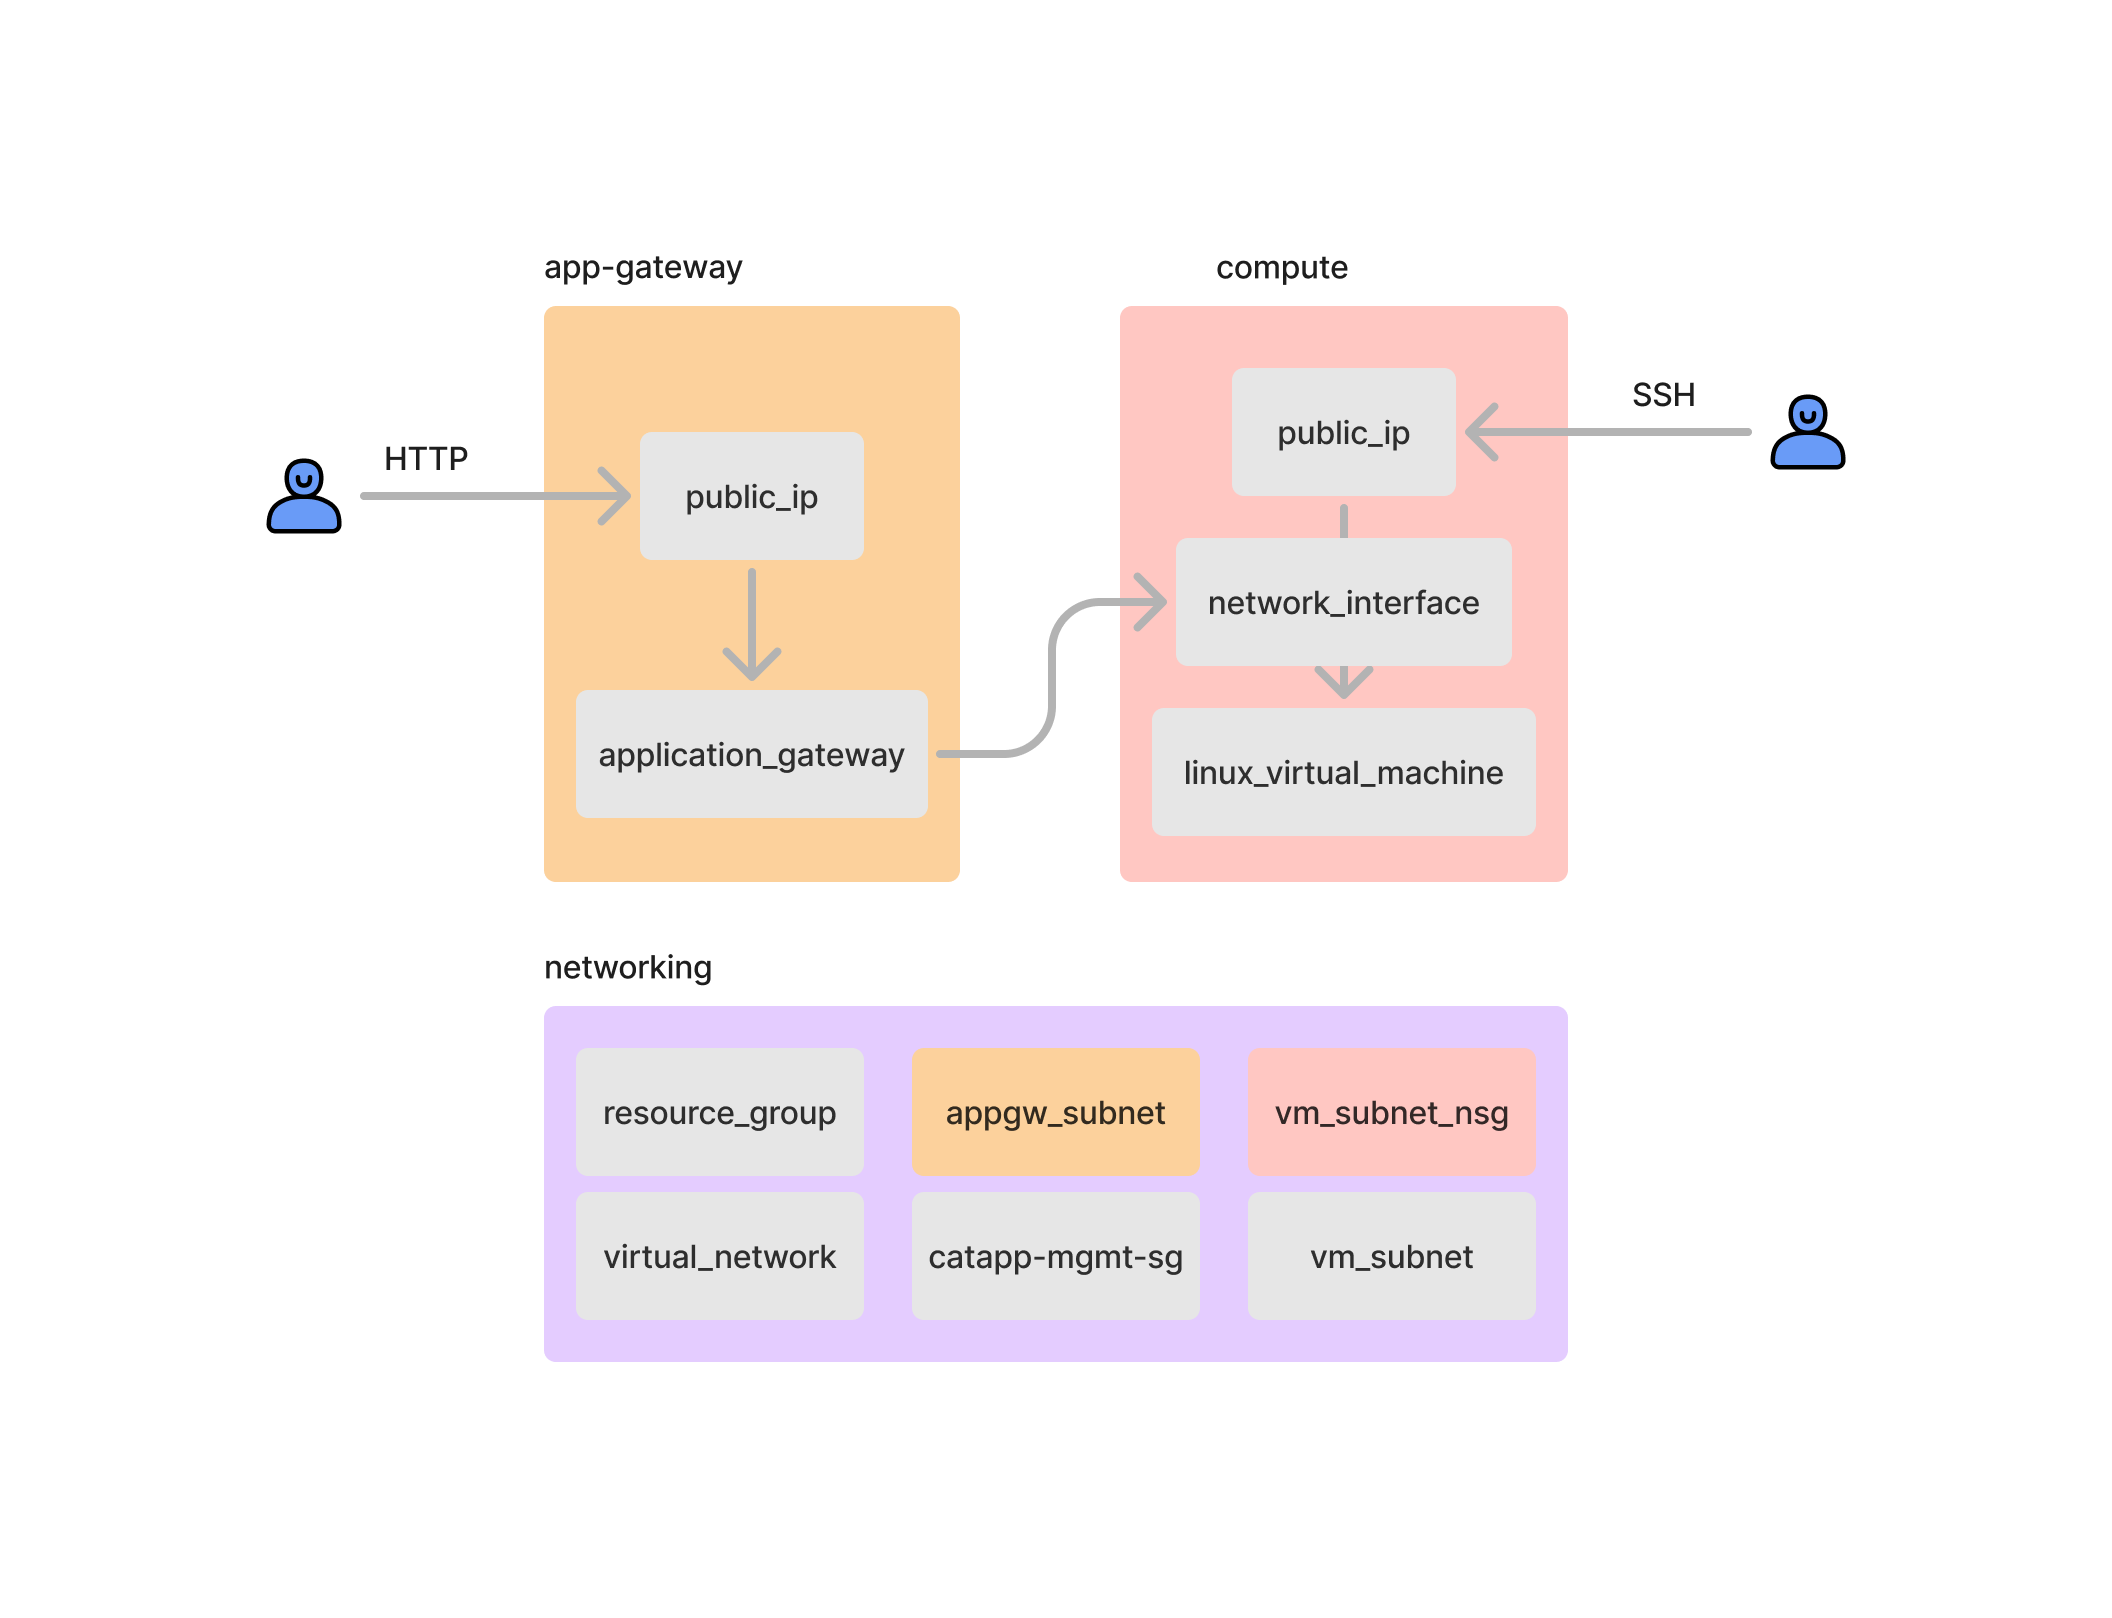 app-gateway
compute
HTTP
SSH
public_ip
public_ip
network_interface
application_gateway
linux_virtual_machine
networking
resource_group
appgw_subnet
vm_subnet_nsg
virtual_network
catapp-mgmt-sg
vm_subnet